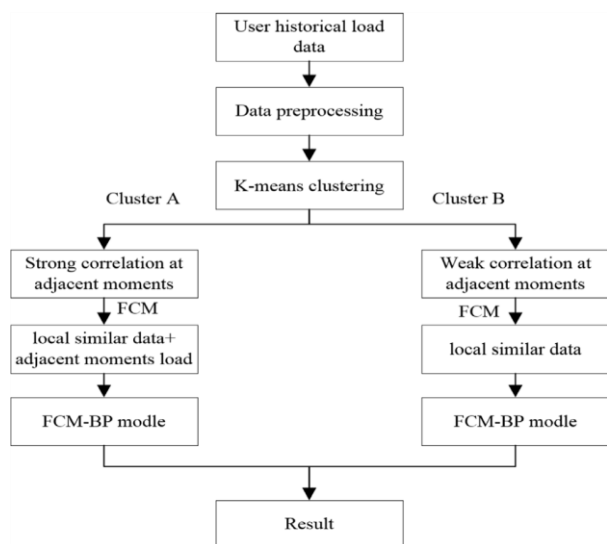 User historical load
data
Data preprocessing
K-means clustering
Cluster A
Cluster B
Strong correlation at
adjacent moments
Weak correlation at
adjacent moments
FCM
FCM
local similar data+
adjacent moments load
local similar data
FCM-BP modle
FCM-BP modle
Result